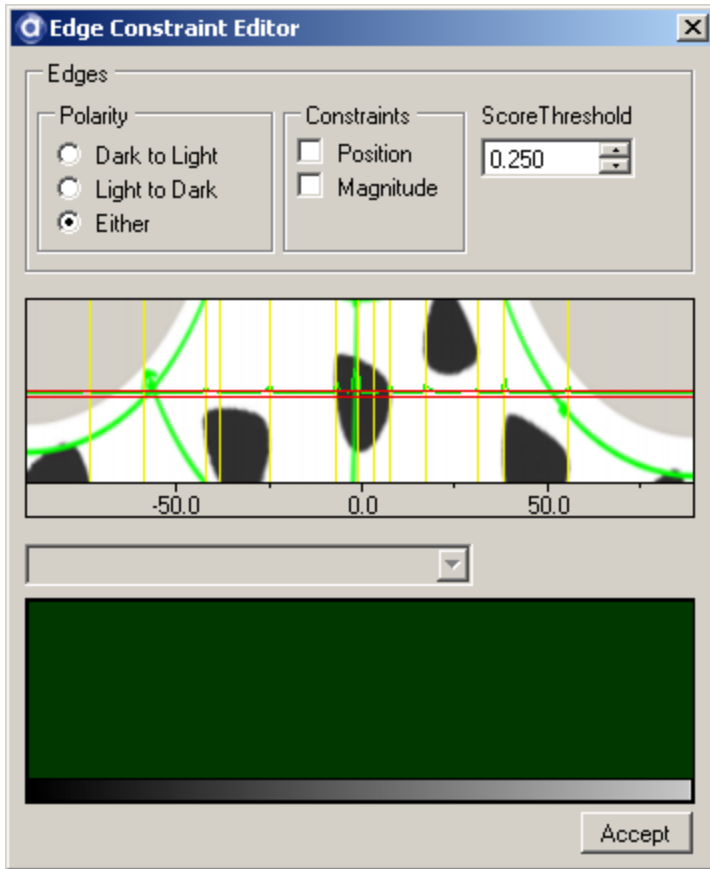 Edge Constraint Editor
Edges
Polarity
Constraints
ScoreThreshold
Dark to Light
Position
0.250
Light to Dark
Magnitude
Either
-50.0 0.0 50.0
Accept